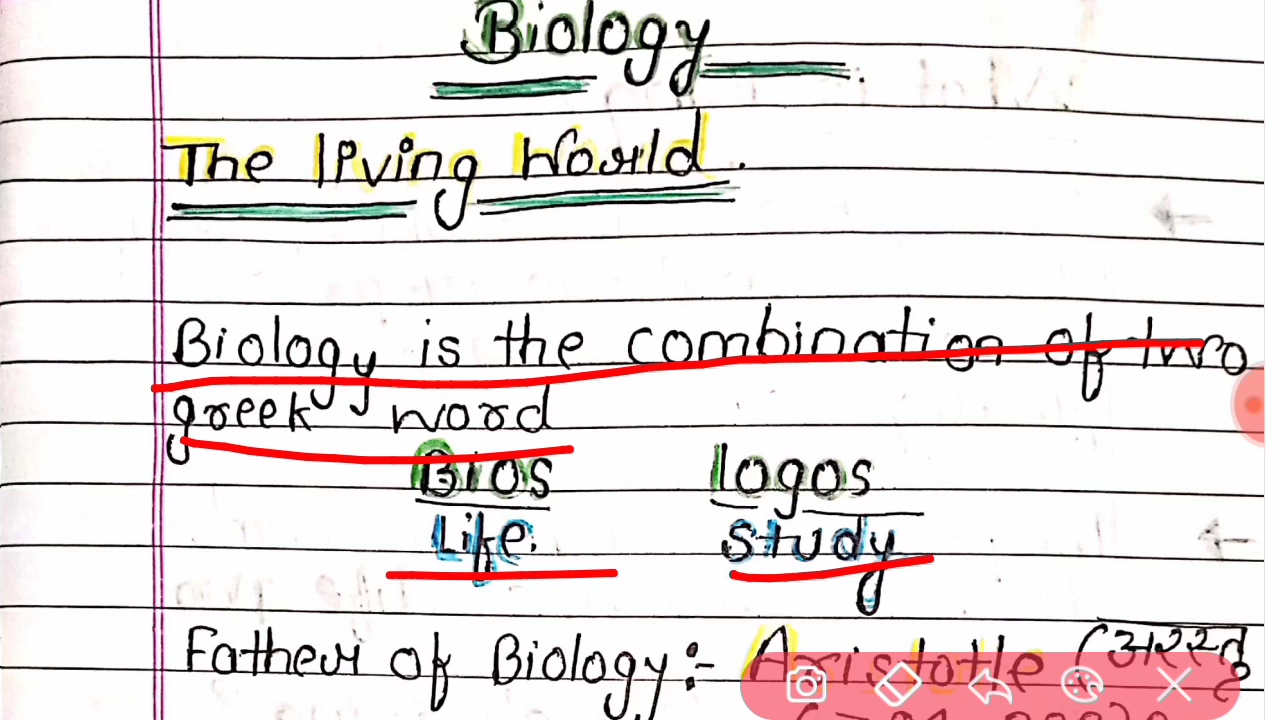 Biology
The living World.
Biology is the combination of two
greek word
Bios logos
Life. Study
Father of Biology:- Aristotle